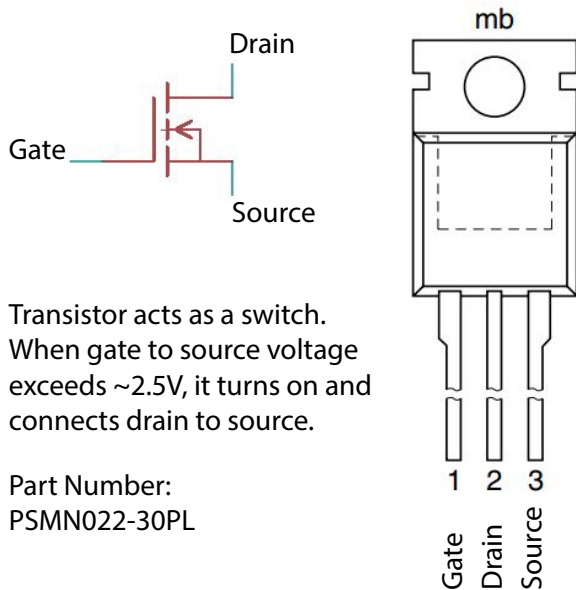 mb
Drain
Gate
Source
Transistor acts as a switch.
When gate to source voltage
exceeds ~2.5V, it turns on and
connects drain to source.
Part Number:
PSMN022-30PL
1 2 3
Gate
Drain
Source